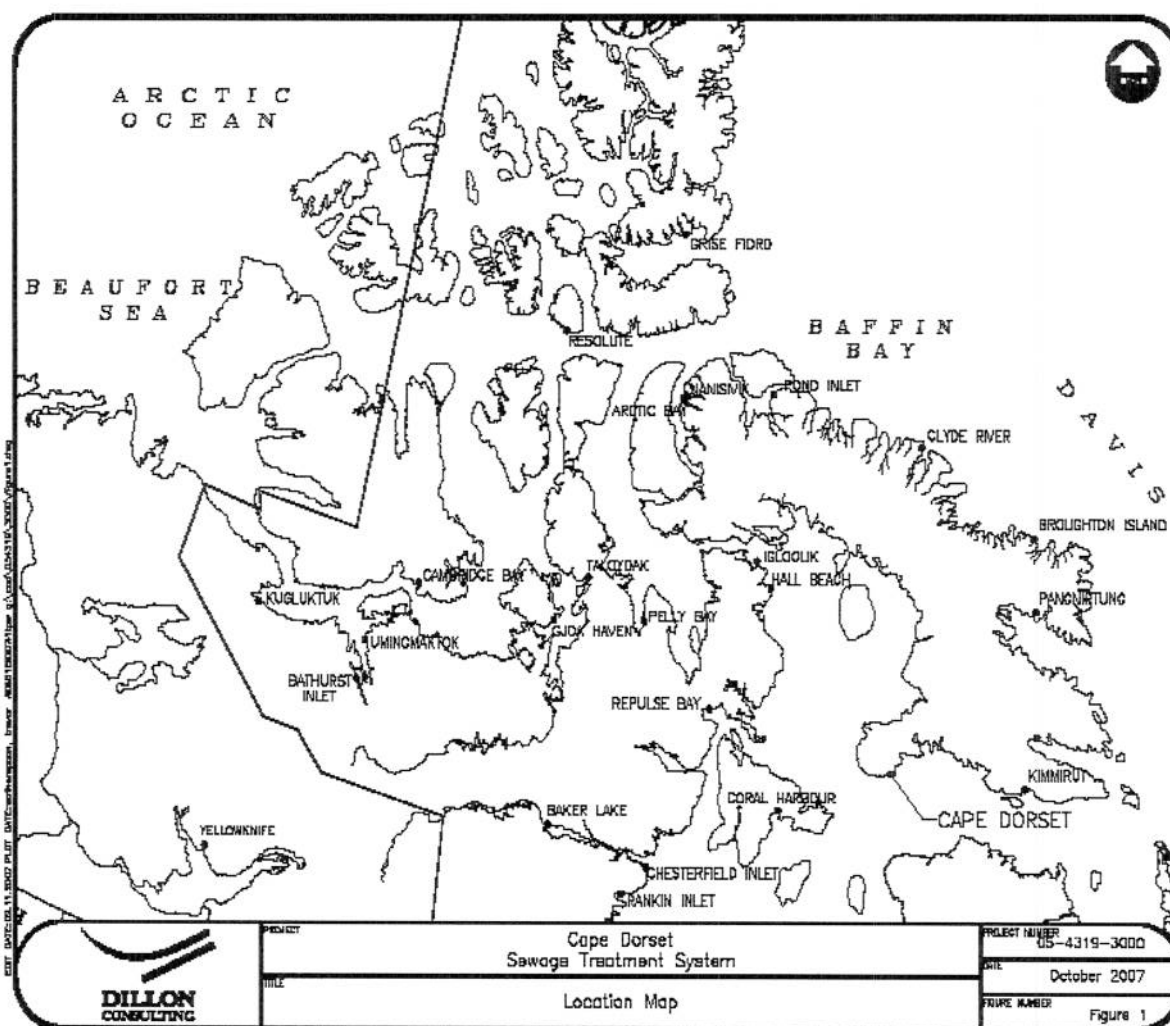 ARCTIC
OCEAN
BEAUFORT
SEA
GRISE FIORD
RESOLUTE
BAFFIN
BAY
NANISIVIK
POND INLET
ARCTIC BAY
CLYDE RIVER
DAVIS
BROUGHTON ISLAND
IGLOOLIK
HALL BEACH
CAMBRIDGE BAY
TALOYOAK
KUGLUKTUK
PANGNIRTUNG
PELLY BAY
GJOA HAVEN
UMINGMAKTOK
BATHURST
INLET
REPULSE BAY
KIMMIRUT
CORAL HARBOUR
CAPE DORSET
BAKER LAKE
YELLOWKNIFE
CHESTERFIELD INLET
RANKIN INLET
DILLON
CONSULTING
PROJECT
Cape Dorset
Sewage Treatment System
TITLE
Location Map
PROJECT NUMBER
05-4319-3000
DATE
October 2007
FIGURE NUMBER
Figure 1